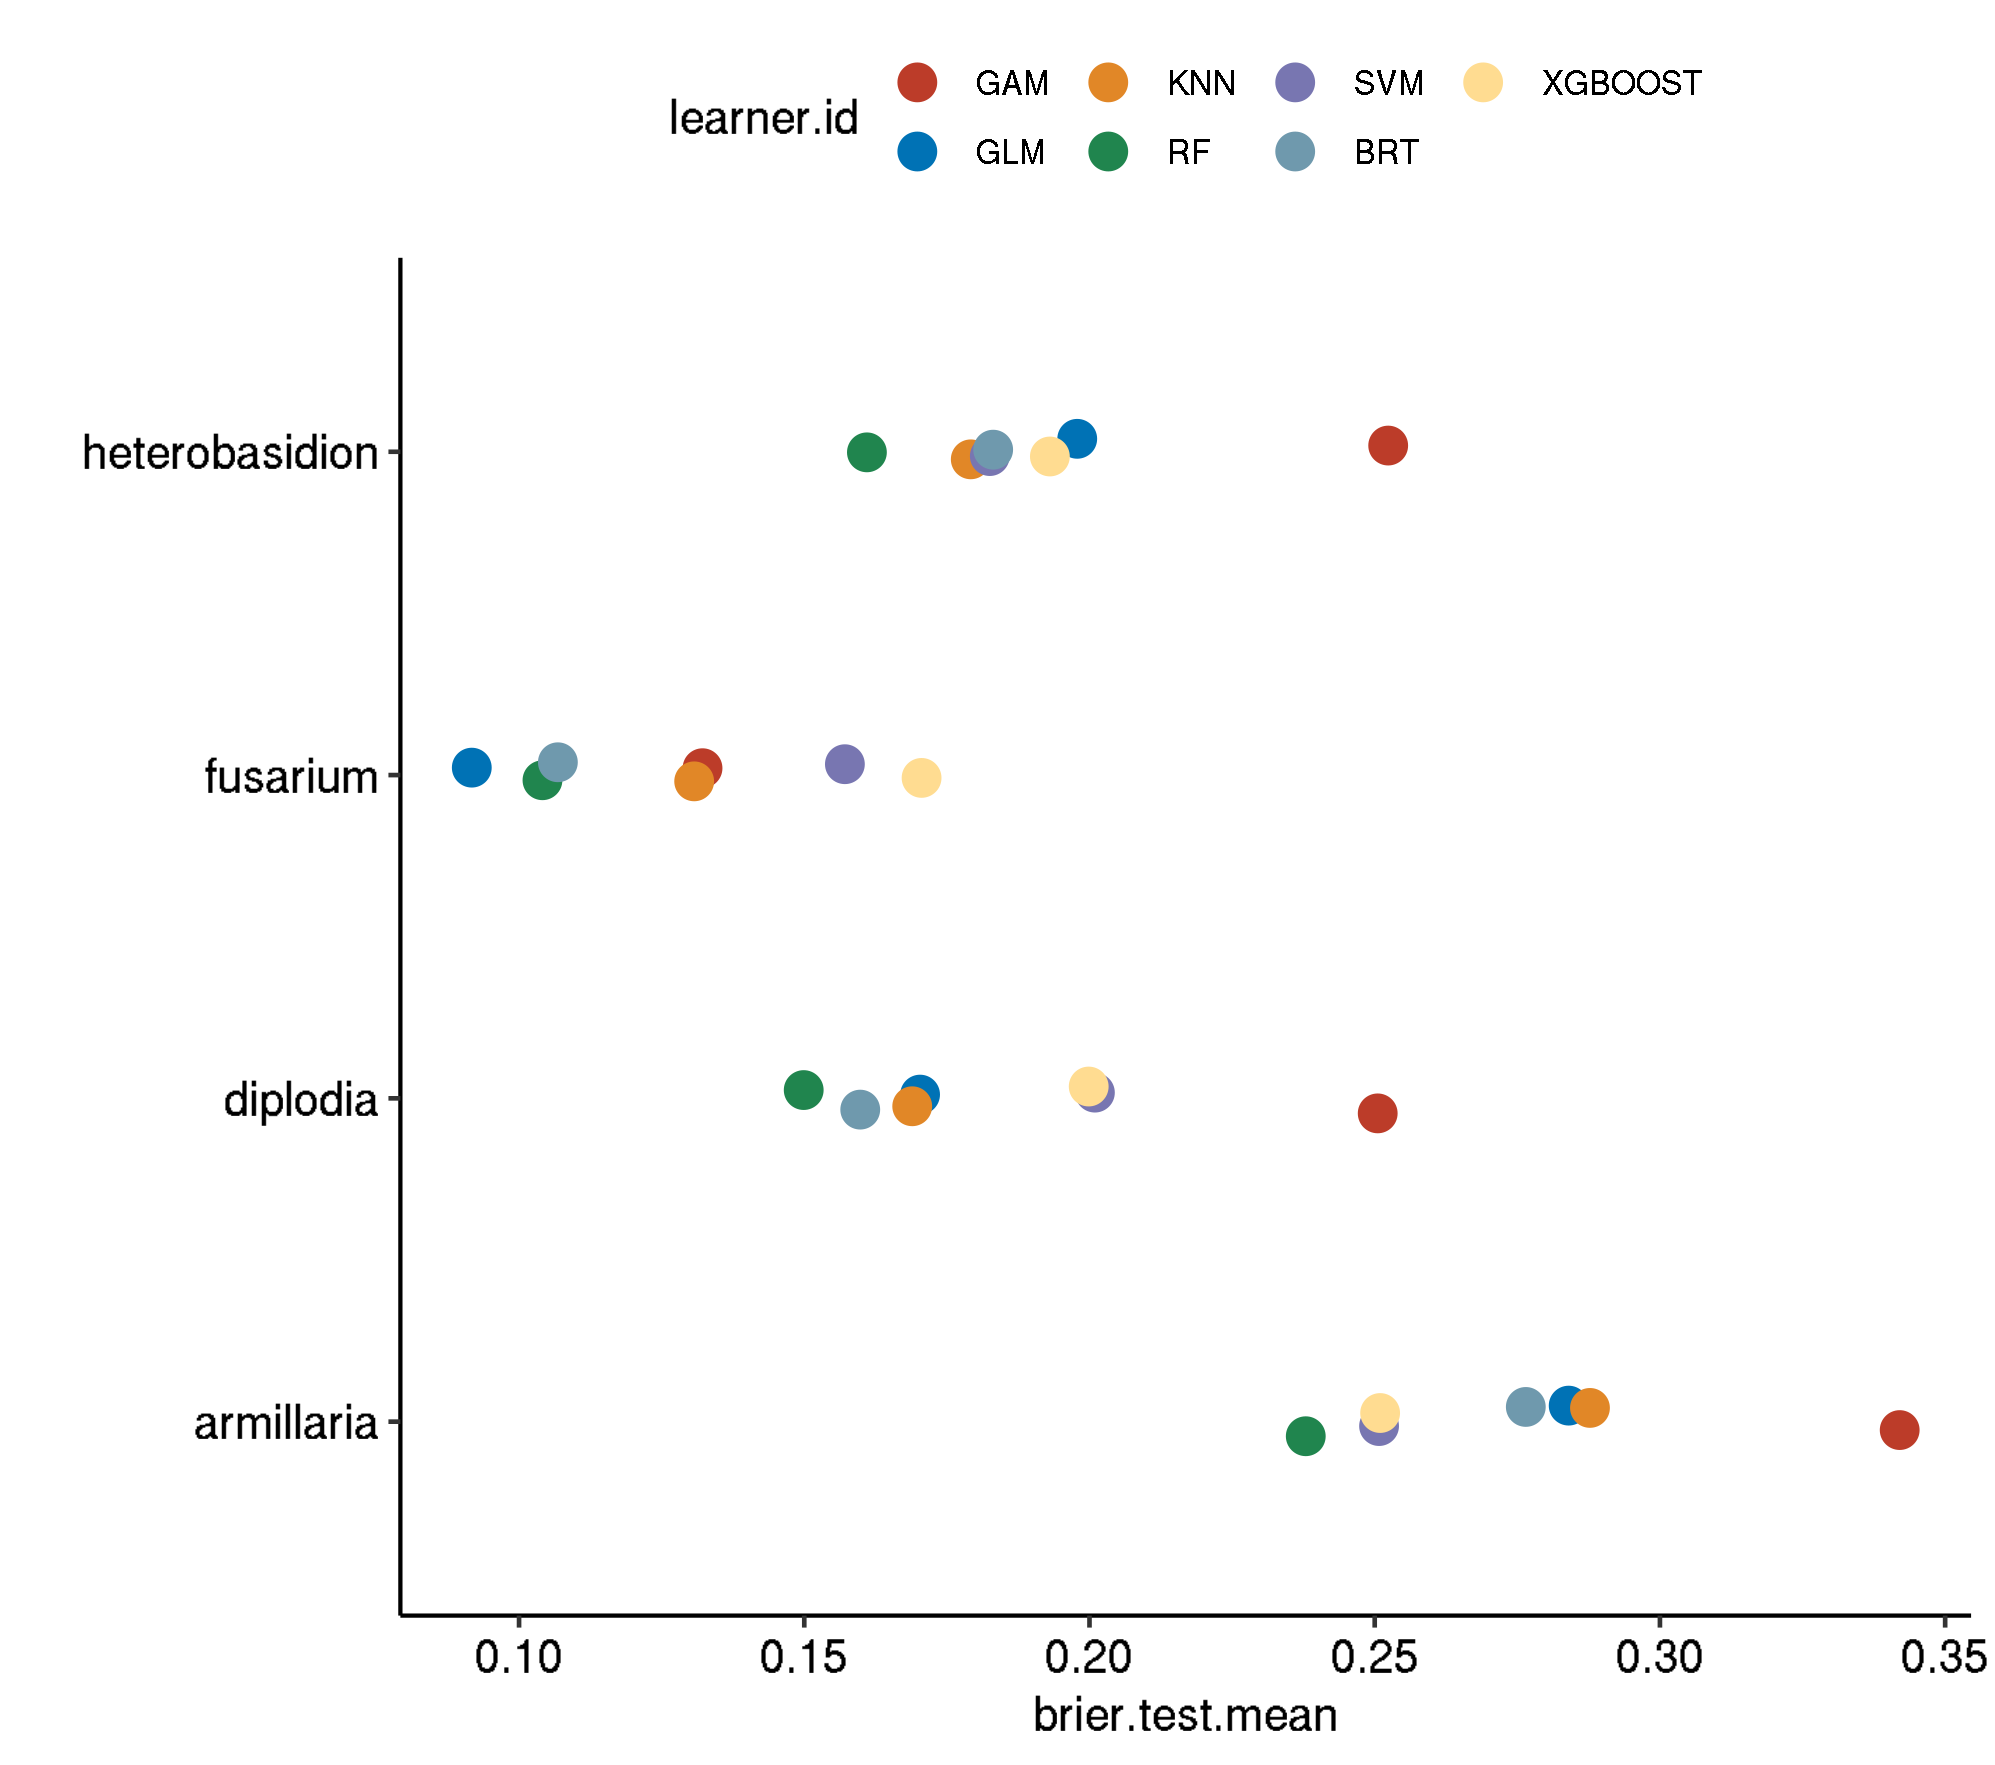 learner.id
GAM KNN SVM XGBOOST
GLM RF BRT
heterobasidion
fusarium
diplodia
armillaria
0.10 0.15 0.20 0.25 0.30 0.35
brier.test.mean